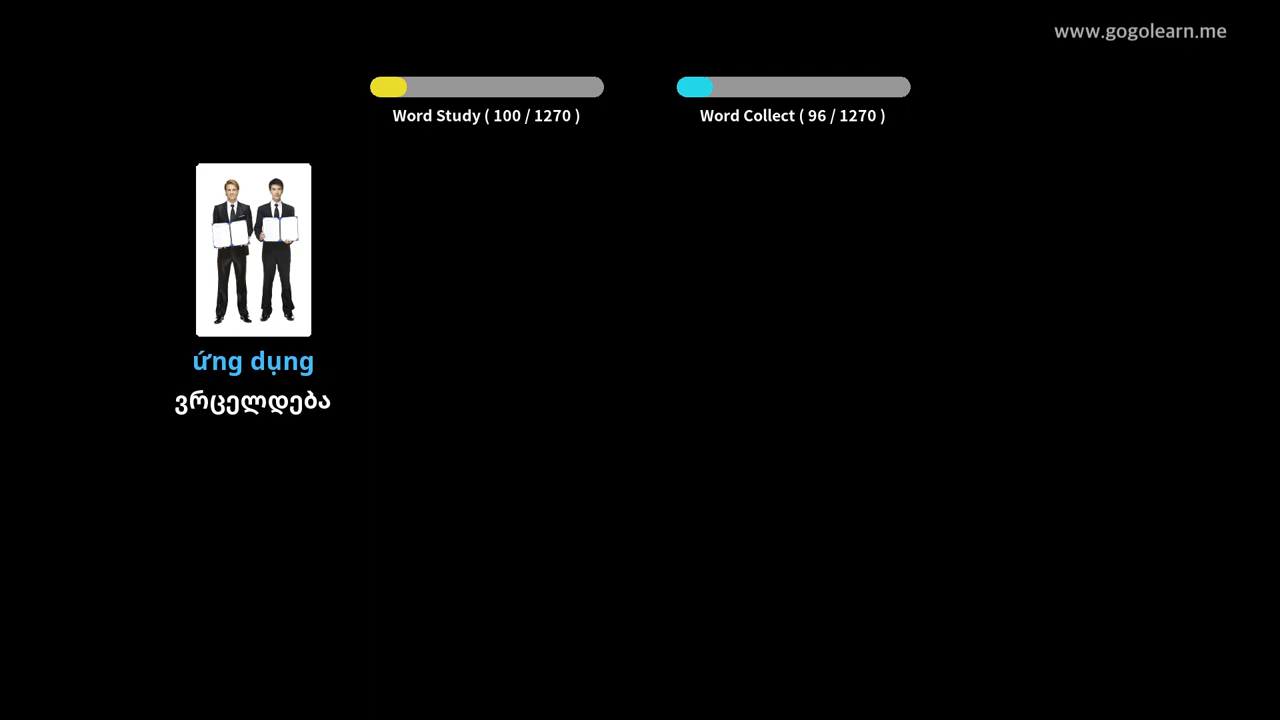 www.gogolearn.me
Word Study ( 100 / 1270 )
Word Collect ( 96 / 1270 )
ứng dụng
ვრცელდება